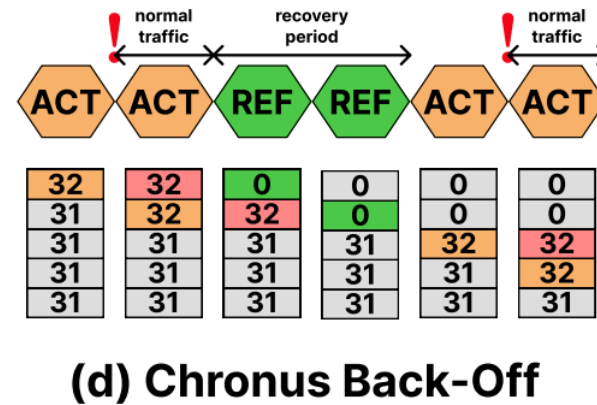 ! normal traffic recovery period ! normal traffic
ACT ACT REF REF ACT ACT
32 32 0 0 0 0
31 32 32 0 0 0
31 31 31 31 32 32
31 31 31 31 31 32
31 31 31 31 31 31
(d) Chronus Back-Off